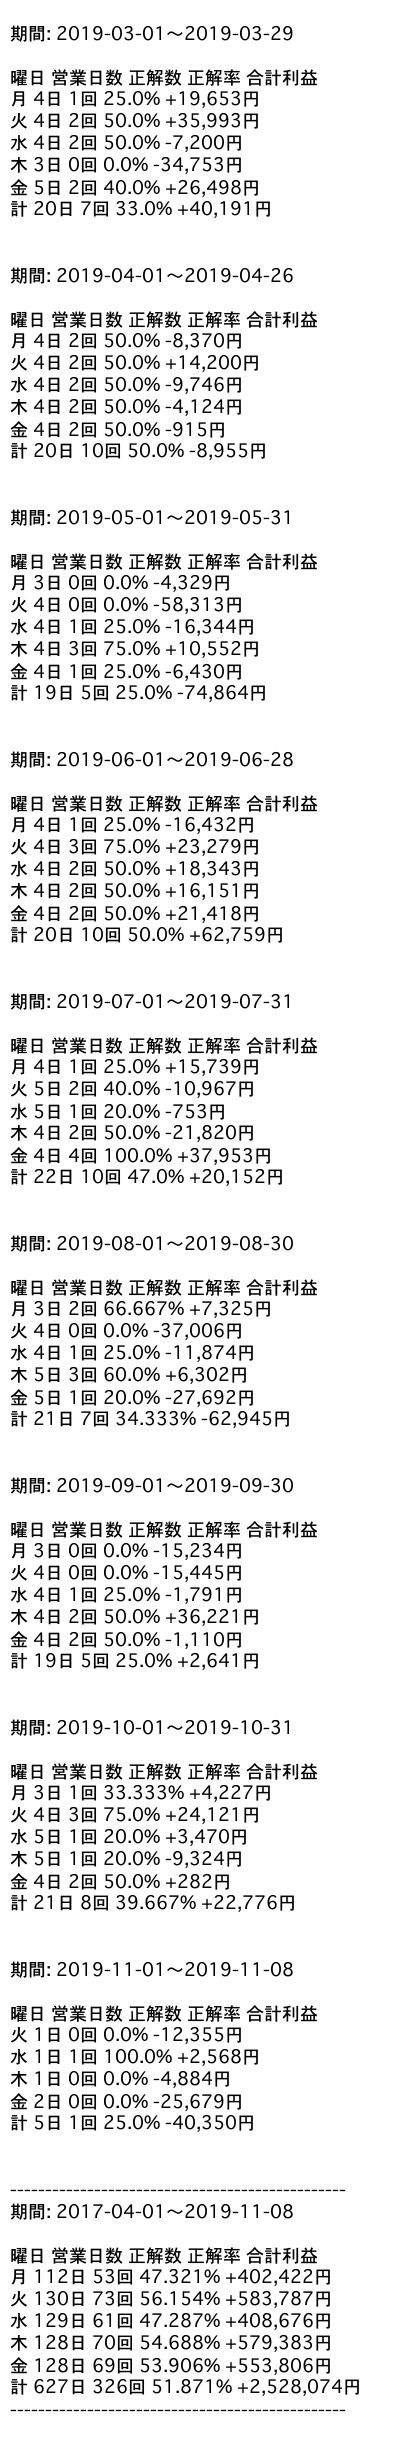 期間: 2019-03-01〜2019-03-29
曜日 営業日数 正解数 正解率 合計利益
月 4日 1回 25.0% +19,653円
火 4日 2回 50.0% +35,993円
水 4日 2回 50.0% -7,200円
木 3日 0回 0.0% -34,753円
金 5日 2回 40.0% +26,498円
計 20日 7回 33.0% +40,191円
期間: 2019-04-01〜2019-04-26
曜日 営業日数 正解数 正解率 合計利益
月 4日 2回 50.0% -8,370円
火 4日 2回 50.0% +14,200円
水 4日 2回 50.0% -9,746円
木 4日 2回 50.0% -4,124円
金 4日 2回 50.0% -915円
計 20日 10回 50.0% -8,955円
期間: 2019-05-01〜2019-05-31
曜日 営業日数 正解数 正解率 合計利益
月 3日 0回 0.0% -4,329円
火 4日 0回 0.0% -58,313円
水 4日 1回 25.0% -16,344円
木 4日 3回 75.0% +10,552円
金 4日 1回 25.0% -6,430円
計 19日 5回 25.0% -74,864円
期間: 2019-06-01〜2019-06-28
曜日 営業日数 正解数 正解率 合計利益
月 4日 1回 25.0% -16,432円
火 4日 3回 75.0% +23,279円
水 4日 2回 50.0% +18,343円
木 4日 2回 50.0% +16,151円
金 4日 2回 50.0% +21,418円
計 20日 10回 50.0% +62,759円
期間: 2019-07-01〜2019-07-31
曜日 営業日数 正解数 正解率 合計利益
月 4日 1回 25.0% +15,739円
火 5日 2回 40.0% -10,967円
水 5日 1回 20.0% -753円
木 4日 2回 50.0% -21,820円
金 4日 4回 100.0% +37,953円
計 22日 10回 47.0% +20,152円
期間: 2019-08-01〜2019-08-30
曜日 営業日数 正解数 正解率 合計利益
月 3日 2回 66.667% +7,325円
火 4日 0回 0.0% -37,006円
水 4日 1回 25.0% -11,874円
木 5日 3回 60.0% +6,302円
金 5日 1回 20.0% -27,692円
計 21日 7回 34.333% -62,945円
期間: 2019-09-01〜2019-09-30
曜日 営業日数 正解数 正解率 合計利益
月 3日 0回 0.0% -15,234円
火 4日 0回 0.0% -15,445円
水 4日 1回 25.0% -1,791円
木 4日 2回 50.0% +36,221円
金 4日 2回 50.0% -1,110円
計 19日 5回 25.0% +2,641円
期間: 2019-10-01〜2019-10-31
曜日 営業日数 正解数 正解率 合計利益
月 3日 1回 33.333% +4,227円
火 4日 3回 75.0% +24,121円
水 5日 1回 20.0% +3,470円
木 5日 1回 20.0% -9,324円
金 4日 2回 50.0% +282円
計 21日 8回 39.667% +22,776円
期間: 2019-11-01〜2019-11-08
曜日 営業日数 正解数 正解率 合計利益
火 1日 0回 0.0% -12,355円
水 1日 1回 100.0% +2,568円
木 1日 0回 0.0% -4,884円
金 2日 0回 0.0% -25,679円
計 5日 1回 25.0% -40,350円
------------------------------------------------
期間: 2017-04-01〜2019-11-08
曜日 営業日数 正解数 正解率 合計利益
月 112日 53回 47.321% +402,422円
火 130日 73回 56.154% +583,787円
水 129日 61回 47.287% +408,676円
木 128日 70回 54.688% +579,383円
金 128日 69回 53.906% +553,806円
計 627日 326回 51.871% +2,528,074円
------------------------------------------------